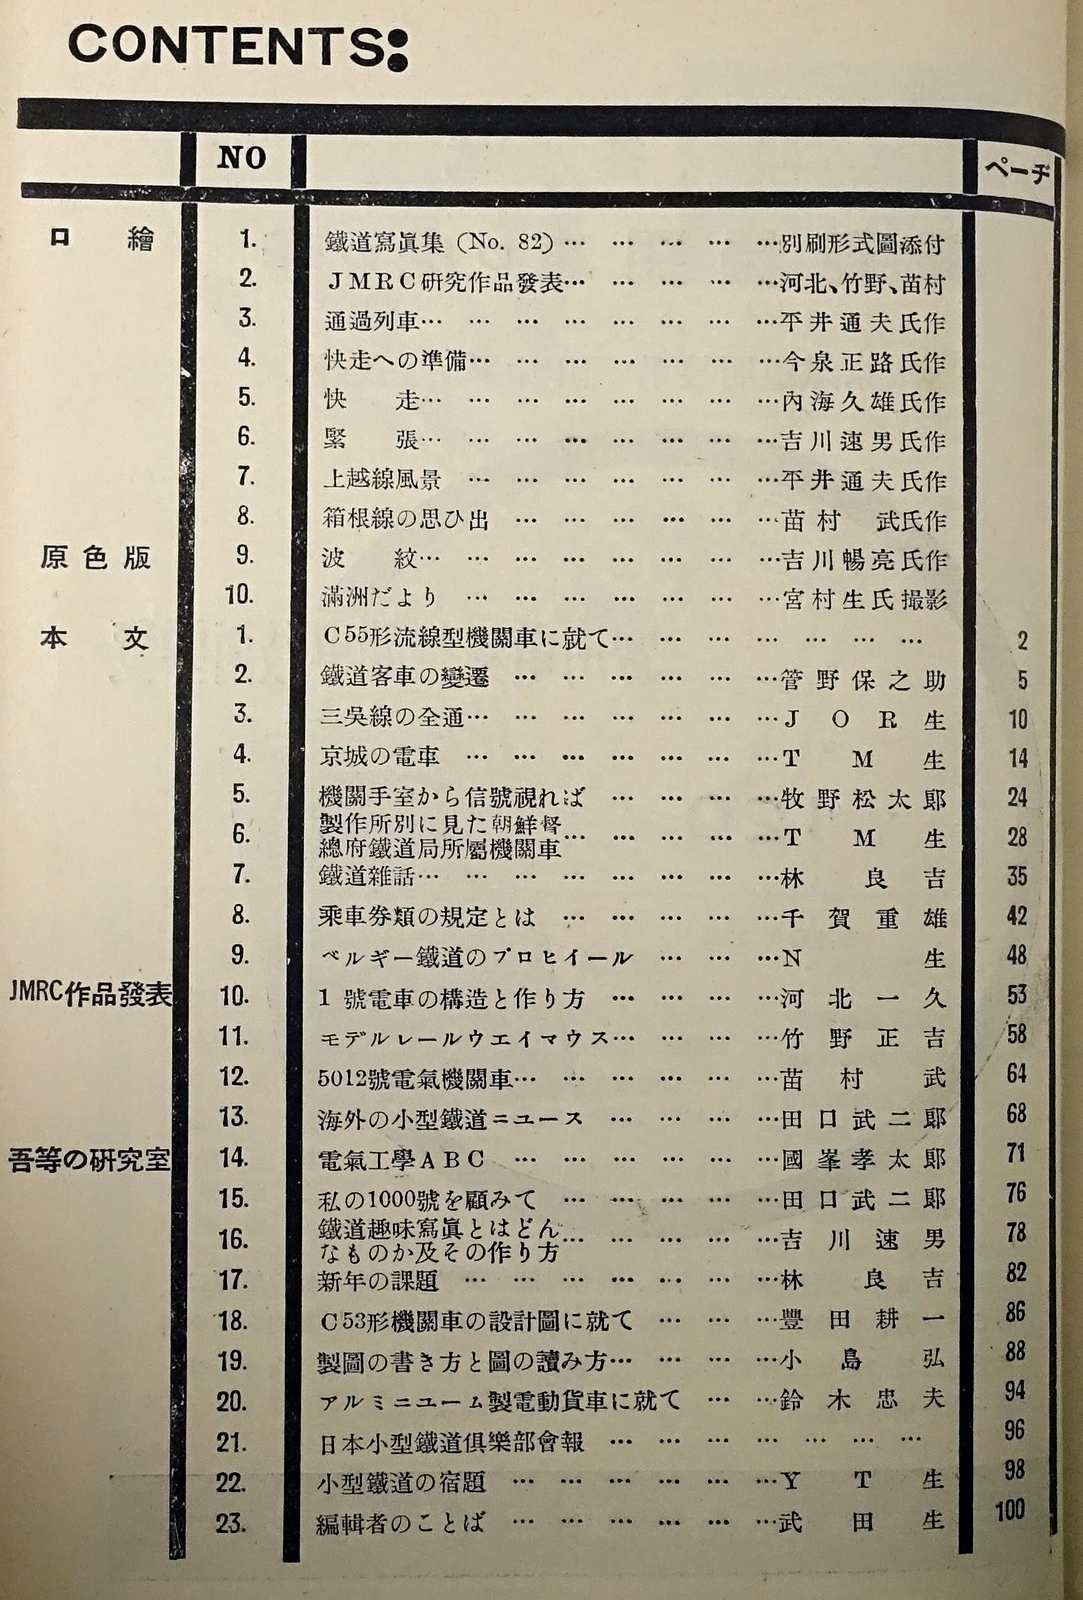 CONTENTS:
NO ページ
口繪 1. 鐵道寫眞集 (No. 82) … … … … … 別刷形式圖添付
2. JMRC研究作品發表… … … … … 河北、竹野、苗村
3. 通過列車… … … … … … … … 平井通夫氏作
4. 快走への準備… … … … … … … 今泉正路氏作
5. 快走… … … … … … … … 內海久雄氏作
6. 緊張… … … … … … … … 吉川速男氏作
7. 上越線風景 … … … … … … … 平井通夫氏作
8. 箱根線の思ひ出 … … … … … … 苗村武氏作
原色版 9. 波紋… … … … … … … … 吉川暢亮氏作
10. 滿洲だより … … … … … … … 宮村生氏撮影
本文 1. C55形流線型機關車に就て… … … … … … … 2
2. 鐵道客車の變遷 … … … … … … 管野保之助 5
3. 三吳線の全通… … … … … … … JOR生 10
4. 京城の電車 … … … … … … … TM生 14
5. 機關手室から信號視れば … … … … 牧野松太郞 24
6. 製作所別に見た朝鮮督
總府鐵道局所屬機關車… … … … … TM生 28
7. 鐵道雜話… … … … … … … … 林良吉 35
8. 乘車券類の規定とは … … … … … 千賀重雄 42
9. ベルギー鐵道のプロヒイール … … … N生 48
JMRC作品發表 10. 1號電車の構造と作り方 … … … … 河北一久 53
11. モデルレールウエイマウス… … … … 竹野正吉 58
12. 5012號電氣機關車… … … … … … 苗村武 64
13. 海外の小型鐵道ニュース … … … … 田口武二郞 68
吾等の硏究室 14. 電氣工學ABC … … … … … … 國峯孝太郞 71
15. 私の1000號を顧みて … … … … … 田口武二郞 76
16. 鐵道趣味寫眞とはどん
なものか及その作り方… … … … … 吉川速男 78
17. 新年の課題 … … … … … … … 林良吉 82
18. C53形機關車の設計圖に就て … … … 豐田耕一 86
19. 製圖の書き方と圖の讀み方… … … … 小島弘 88
20. アルミニユーム製電動貨車に就て … … 鈴木忠夫 94
21. 日本小型鐵道俱樂部會報 … … … … … … … 96
22. 小型鐵道の宿題 … … … … … … YT生 98
23. 編輯者のことば … … … … … … 武田生 100